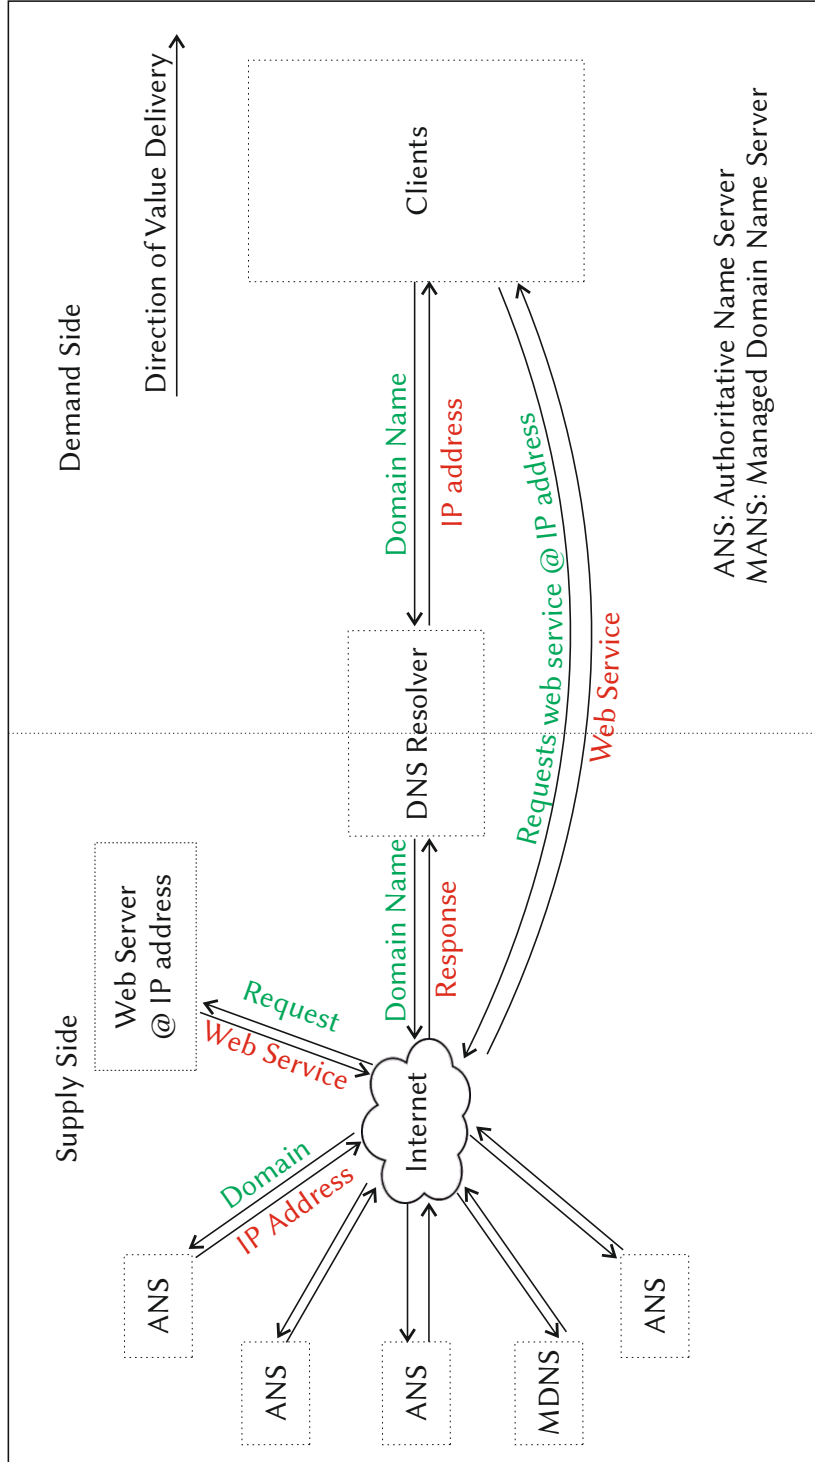 Supply Side
Demand Side
Direction of Value Delivery
Web Server
@ IP address
Request
Web Service
Domain
IP Address
ANS
ANS
ANS
MDNS
ANS
Internet
Domain Name
Response
DNS Resolver
Domain Name
IP address
Clients
Requests web service @ IP address
Web Service
ANS: Authoritative Name Server
MANS: Managed Domain Name Server